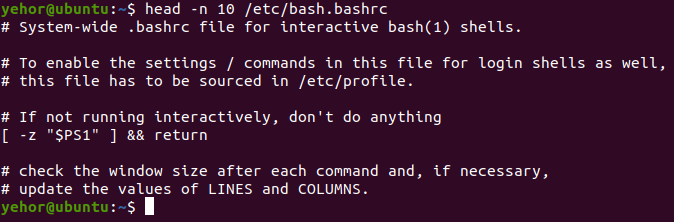 yehor@ubuntu:~$ head -n 10 /etc/bash.bashrc
# System-wide .bashrc file for interactive bash(1) shells.

# To enable the settings / commands in this file for login shells as well,
# this file has to be sourced in /etc/profile.

# If not running interactively, don't do anything
[ -z "$PS1" ] && return

# check the window size after each command and, if necessary,
# update the values of LINES and COLUMNS.
yehor@ubuntu:~$